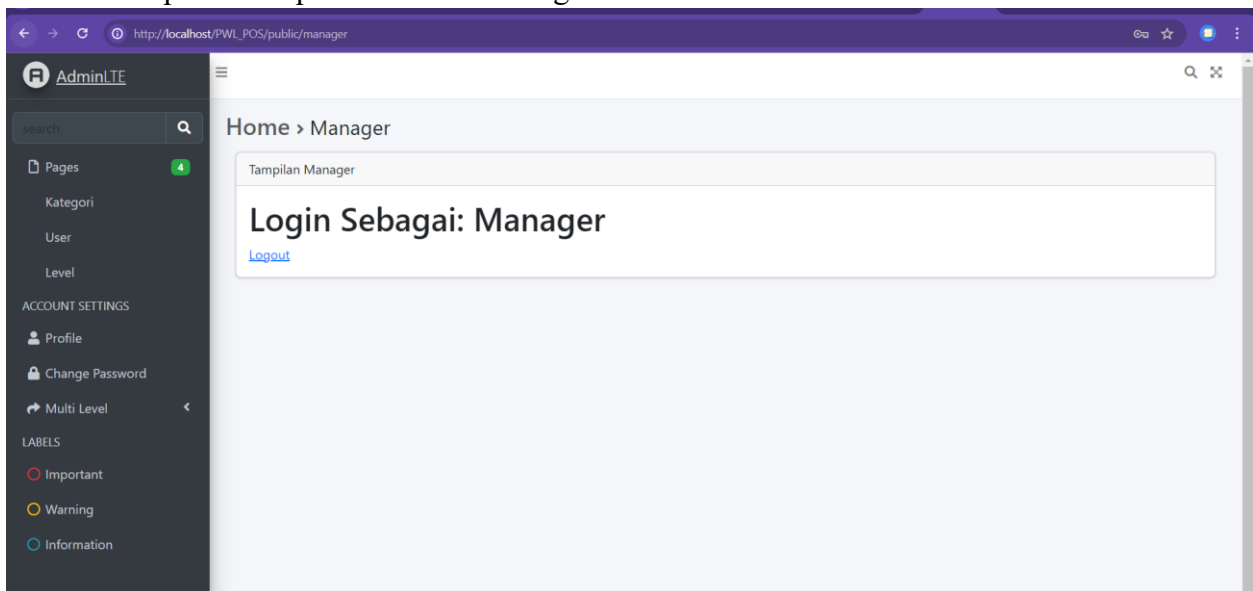 http://localhost/PWL_POS/public/manager
AdminLTE
search
Home › Manager
Pages 4
Tampilan Manager
Kategori
Login Sebagai: Manager
User
Logout
Level
ACCOUNT SETTINGS
Profile
Change Password
Multi Level
LABELS
Important
Warning
Information